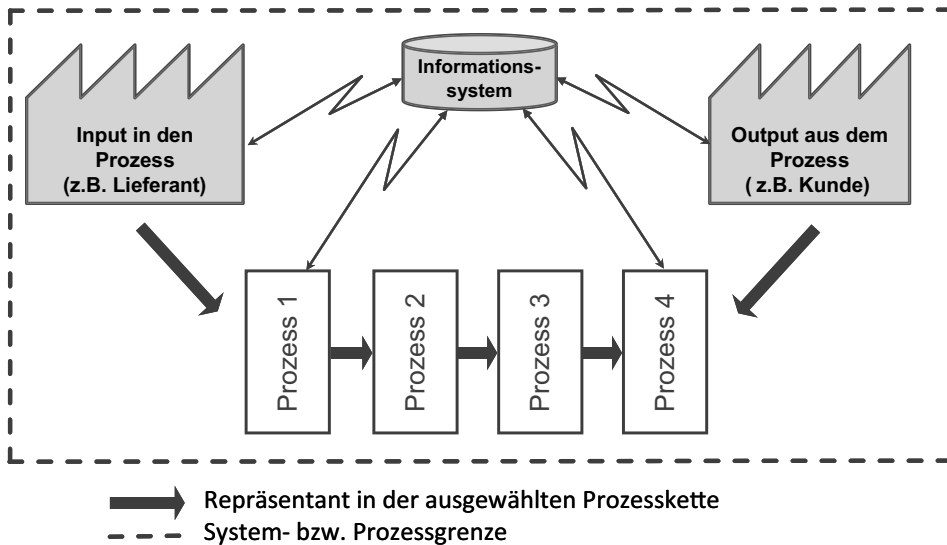 Input in den
Prozess
(z.B. Lieferant)
Informations-
system
Output aus dem
Prozess
( z.B. Kunde)
Prozess 1
Prozess 2
Prozess 3
Prozess 4
Repräsentant in der ausgewählten Prozesskette
System- bzw. Prozessgrenze